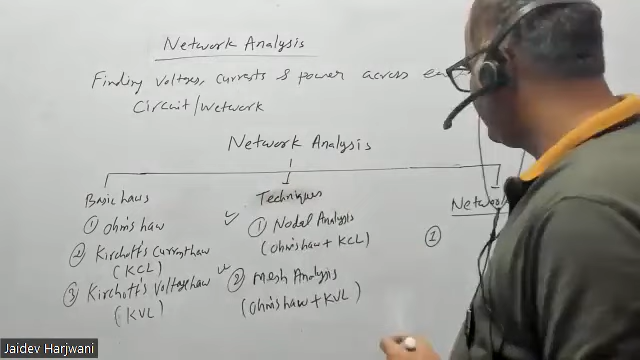 Network Analysis
Finding Voltages, currents & power across
Circuit/Network
Network Analysis
Basic Laws
① Ohm's Law
② Kirchoff's Current Law
(KCL)
③ Kirchoff's Voltage Law
(KVL)
Techniques
① Nodal Analysis
(Ohm's Law + KCL)
② Mesh Analysis
(Ohm's Law + KVL)
Network
①
Jaidev Harjwani